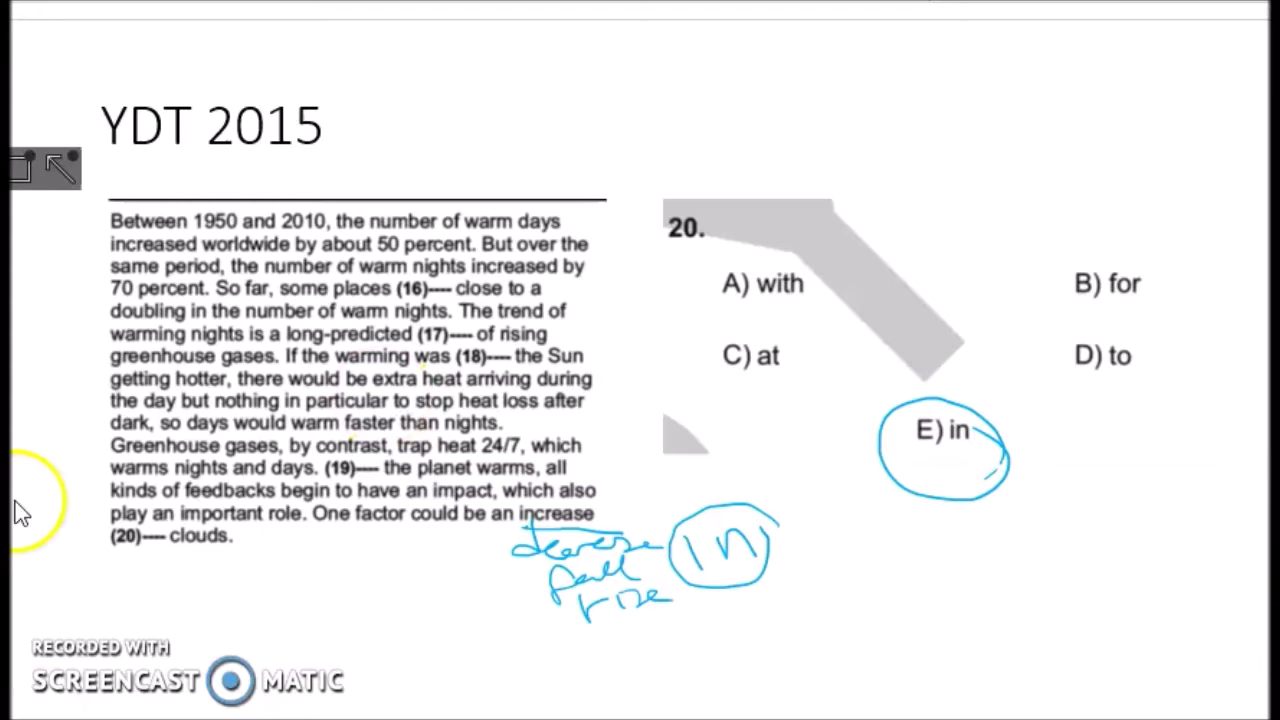 YDT 2015
Between 1950 and 2010, the number of warm days
increased worldwide by about 50 percent. But over the
same period, the number of warm nights increased by
70 percent. So far, some places (16)---- close to a
doubling in the number of warm nights. The trend of
warming nights is a long-predicted (17)---- of rising
greenhouse gases. If the warming was (18)---- the Sun
getting hotter, there would be extra heat arriving during
the day but nothing in particular to stop heat loss after
dark, so days would warm faster than nights.
Greenhouse gases, by contrast, trap heat 24/7, which
warms nights and days. (19)---- the planet warms, all
kinds of feedbacks begin to have an impact, which also
play an important role. One factor could be an increase
(20)---- clouds.
20.
A) with
B) for
C) at
D) to
E) in
decrease
fall
rise
in
RECORDED WITH
SCREENCAST MATIC